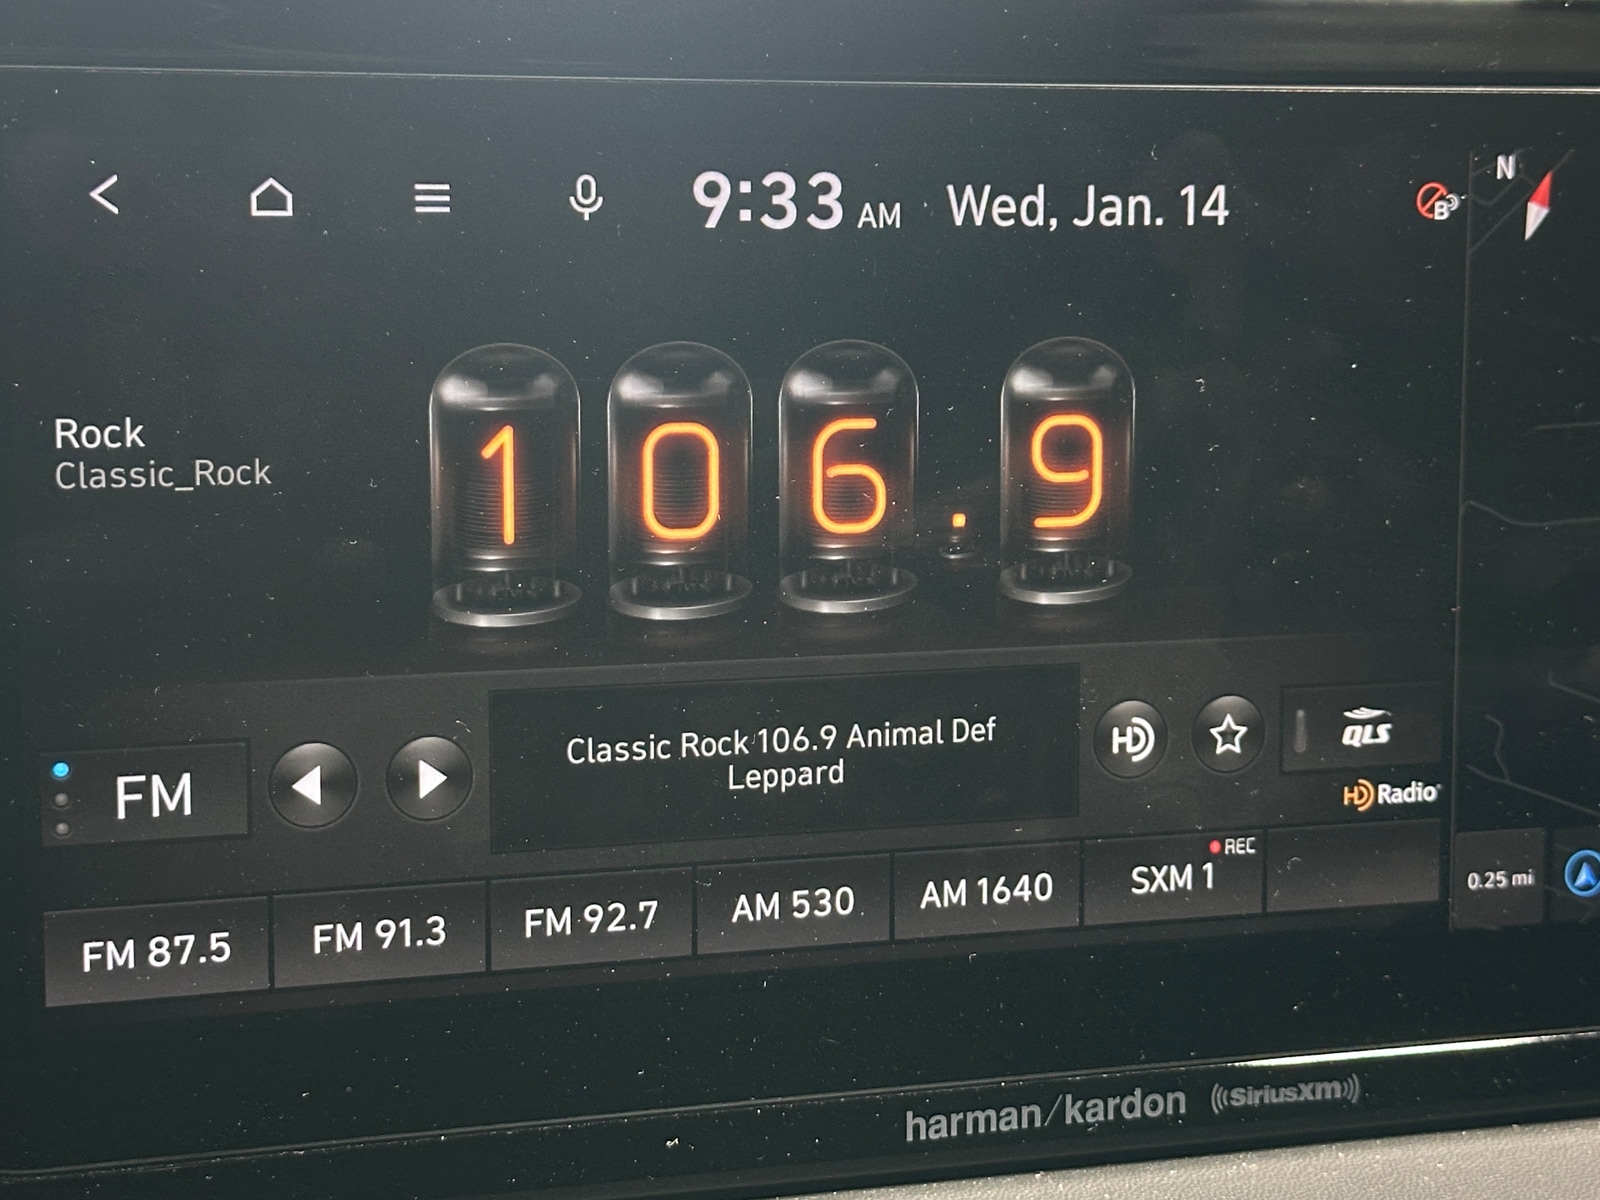 9:33 AM Wed, Jan. 14
B
N
Rock
Classic_Rock
106.9
Classic Rock 106.9 Animal Def
Leppard
HD
QLS
FM
HD Radio
REC
FM 87.5
FM 91.3
FM 92.7
AM 530
AM 1640
SXM 1
0.25 mi
harman/kardon
((SiriusXM))